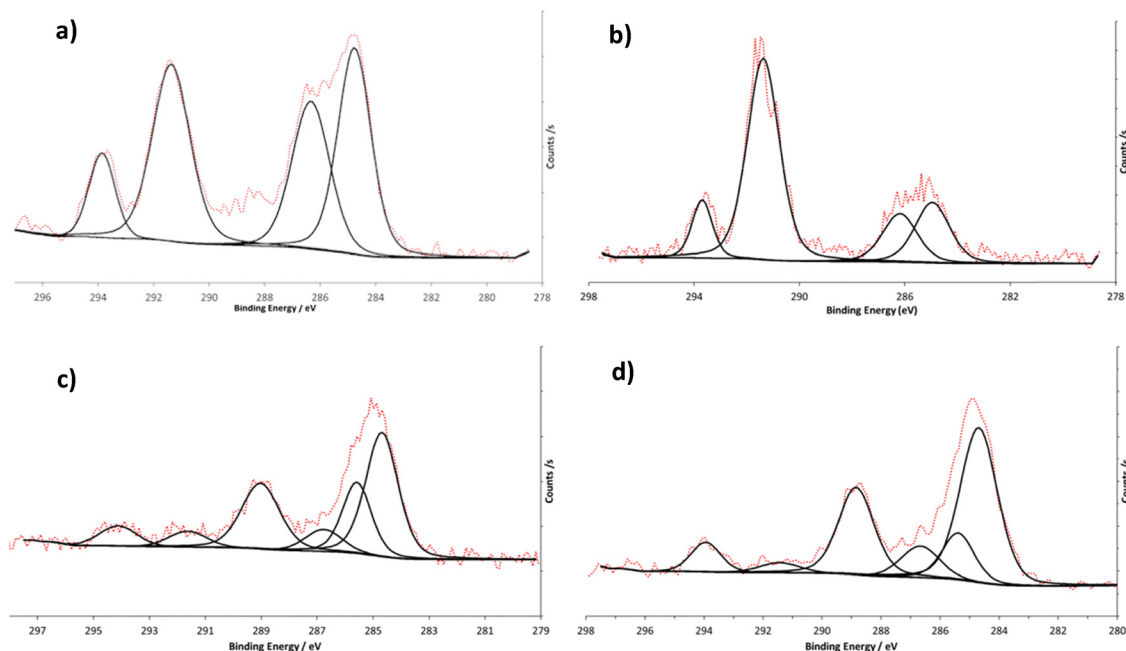 a)
Counts /s
296 294 292 290 288 286 284 282 280 278
Binding Energy / eV
b)
Counts /s
298 294 290 286 282 278
Binding Energy (eV)
c)
Counts /s
297 295 293 291 289 287 285 283 281 279
Binding Energy / eV
d)
Counts /s
298 296 294 292 290 288 286 284 282 280
Binding Energy / eV